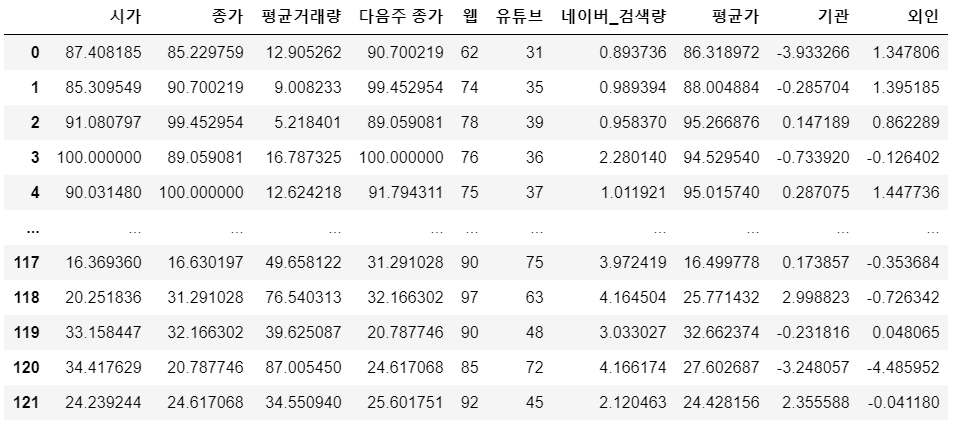 시가 종가 평균거래량 다음주 종가 웹 유튜브 네이버_검색량 평균가 기관 외인
0 87.408185 85.229759 12.905262 90.700219 62 31 0.893736 86.318972 -3.933266 1.347806
1 85.309549 90.700219 9.008233 99.452954 74 35 0.989394 88.004884 -0.285704 1.395185
2 91.080797 99.452954 5.218401 89.059081 78 39 0.958370 95.266876 0.147189 0.862289
3 100.000000 89.059081 16.787325 100.000000 76 36 2.280140 94.529540 -0.733920 -0.126402
4 90.031480 100.000000 12.624218 91.794311 75 37 1.011921 95.015740 0.287075 1.447736
... ... ... ... ... ... ... ... ... ... ...
117 16.369360 16.630197 49.658122 31.291028 90 75 3.972419 16.499778 0.173857 -0.353684
118 20.251836 31.291028 76.540313 32.166302 97 63 4.164504 25.771432 2.998823 -0.726342
119 33.158447 32.166302 39.625087 20.787746 90 48 3.033027 32.662374 -0.231816 0.048065
120 34.417629 20.787746 87.005450 24.617068 85 72 4.166174 27.602687 -3.248057 -4.485952
121 24.239244 24.617068 34.550940 25.601751 92 45 2.120463 24.428156 2.355588 -0.041180